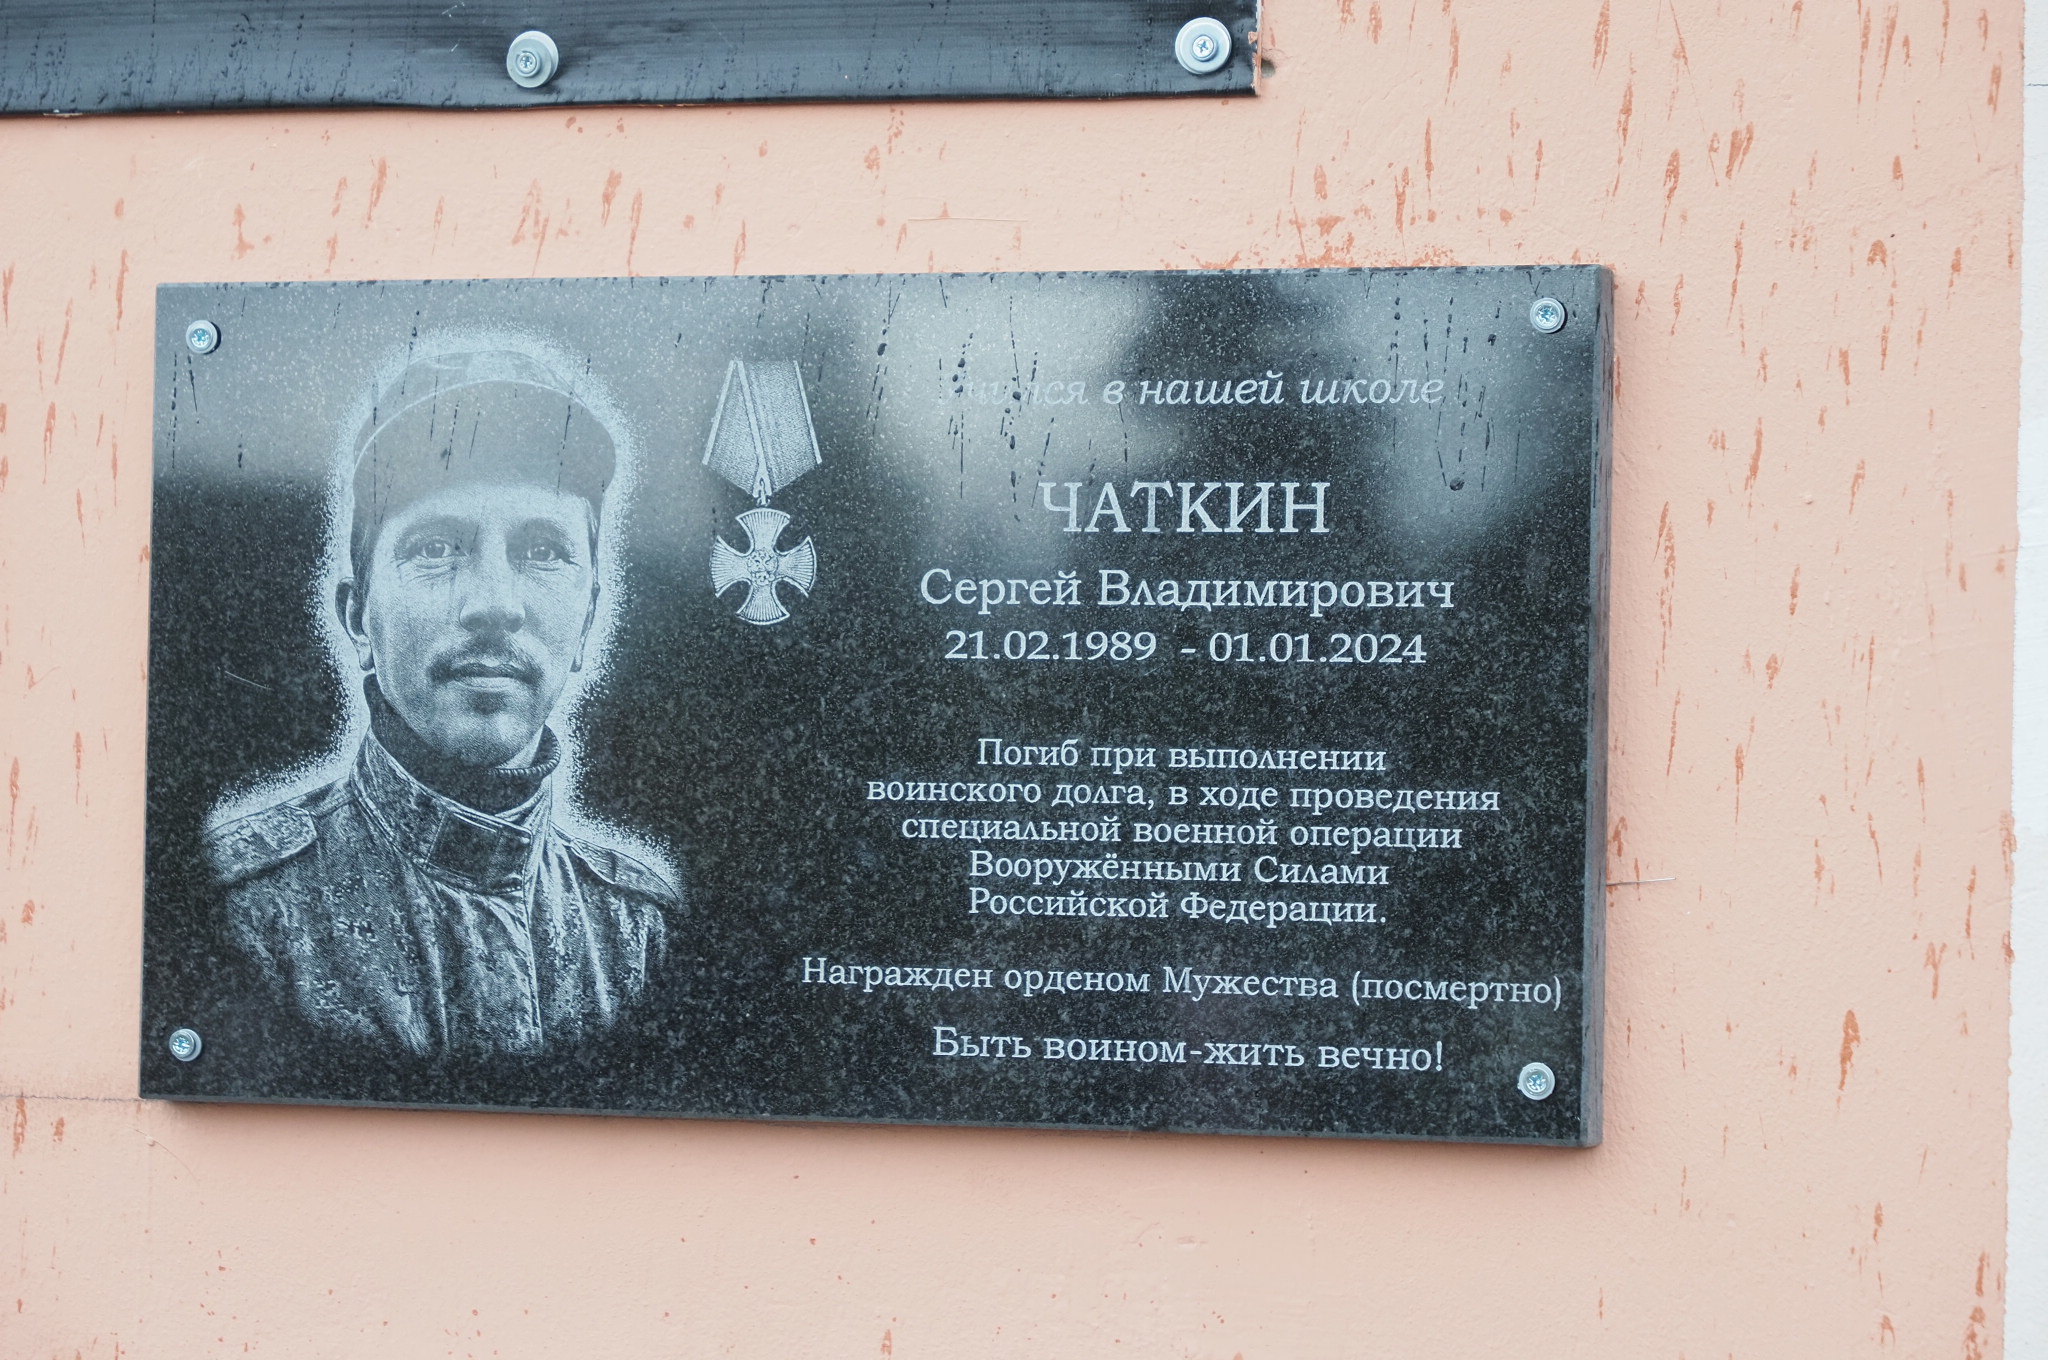 Учился в нашей школе
ЧАТКИН
Сергей Владимирович
21.02.1989 - 01.01.2024
Погиб при выполнении
воинского долга, в ходе проведения
специальной военной операции
Вооружёнными Силами
Российской Федерации.
Награжден орденом Мужества (посмертно)
Быть воином-жить вечно!